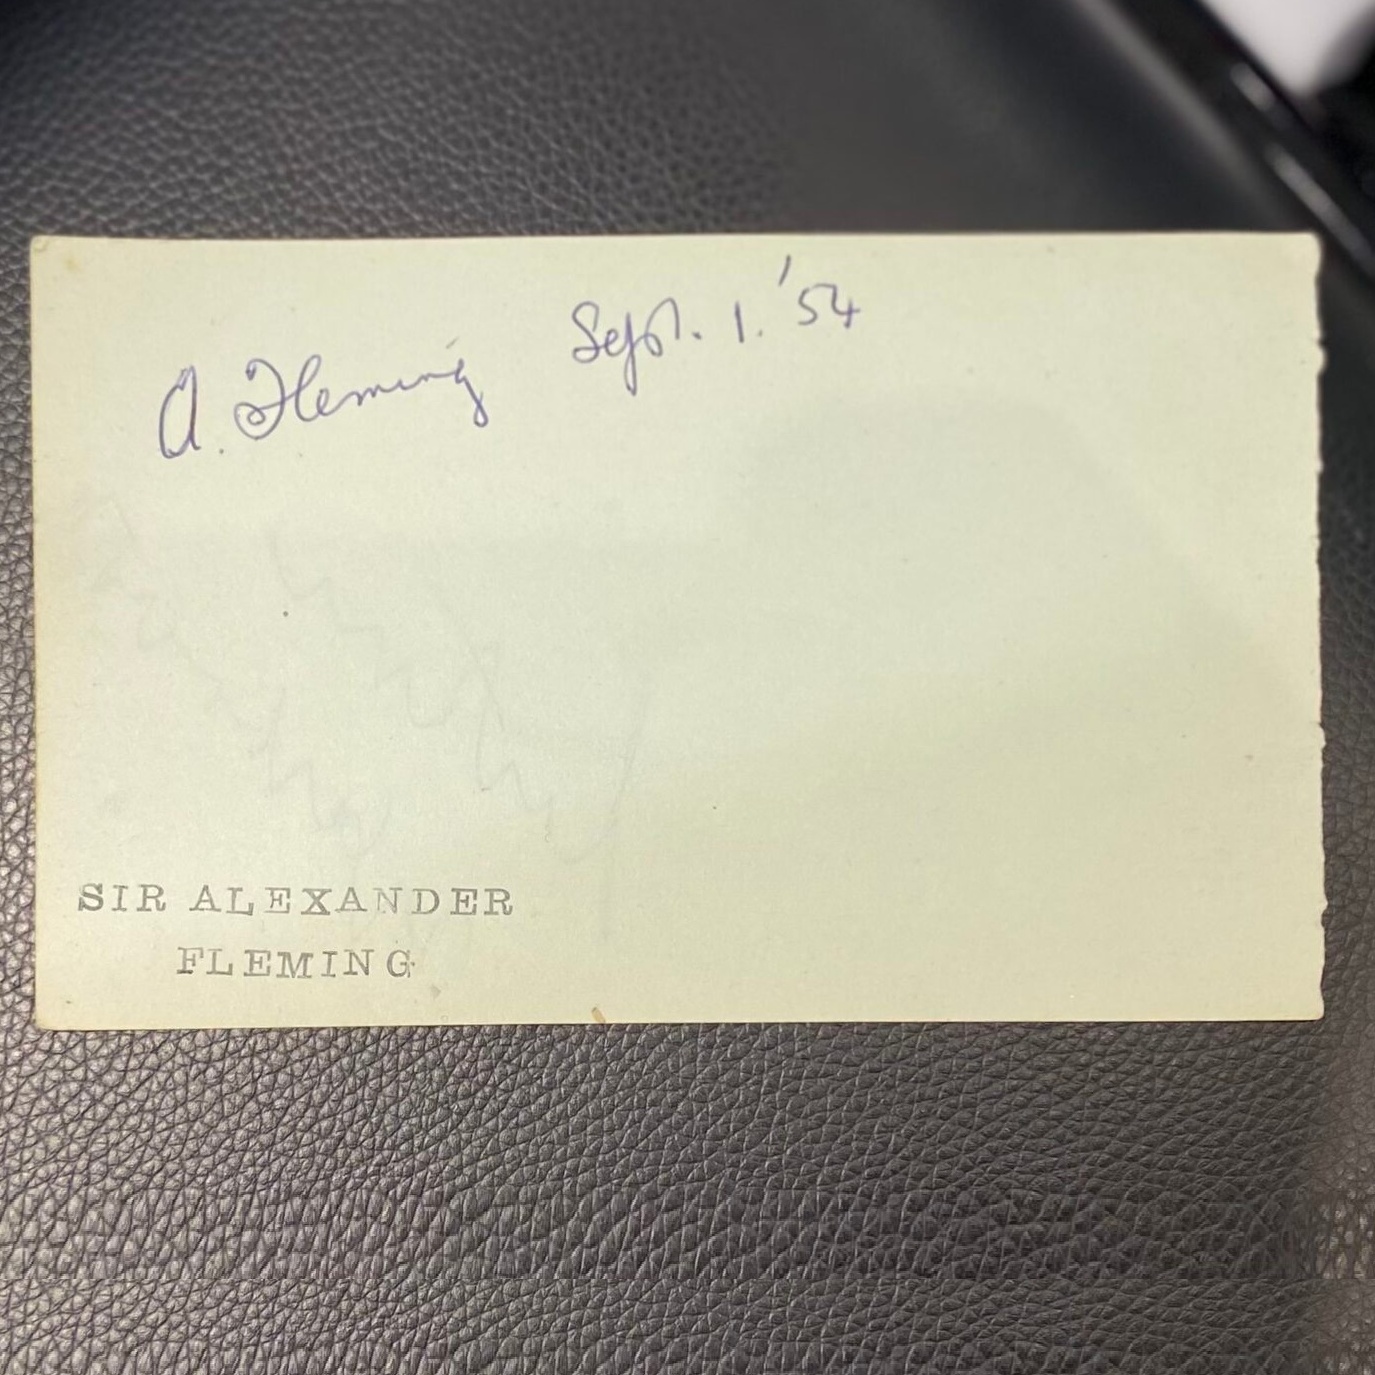 A. Fleming Sept. 1. '54
SIR ALEXANDER
FLEMING